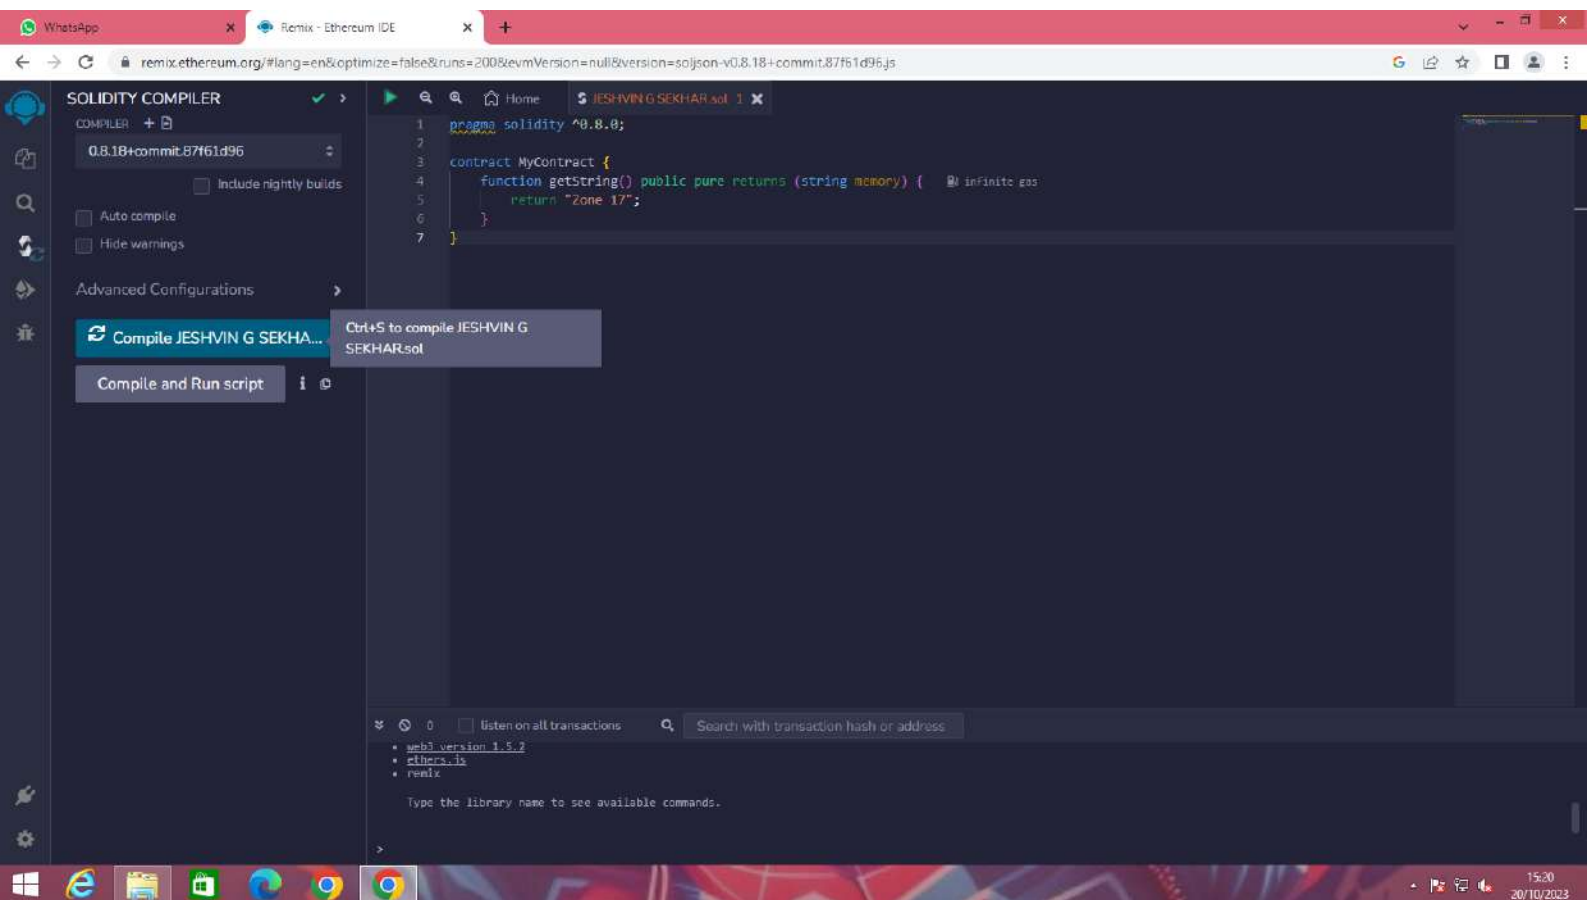 WhatsApp
Remix - Ethereum IDE
remix.ethereum.org/#lang=en&optimize=false&runs=200&evmVersion=null&version=soljson-v0.8.18+commit.87f61d96.js
SOLIDITY COMPILER
COMPILER
0.8.18+commit.87f61d96
Include nightly builds
Auto compile
Hide warnings
Advanced Configurations
Compile JESHVIN G SEKHA...
Compile and Run script
Ctrl+S to compile JESHVIN G
SEKHAR.sol
Home
JESHVIN G SEKHAR.sol 1
1 pragma solidity ^0.8.0;
2
3 contract MyContract {
4 function getString() public pure returns (string memory) { infinite gas
5 return "Zone 17";
6 }
7 }
0 listen on all transactions
Search with transaction hash or address
• web3 version 1.5.2
• ethers.js
• remix
Type the library name to see available commands.
>
15:20
20/10/2023